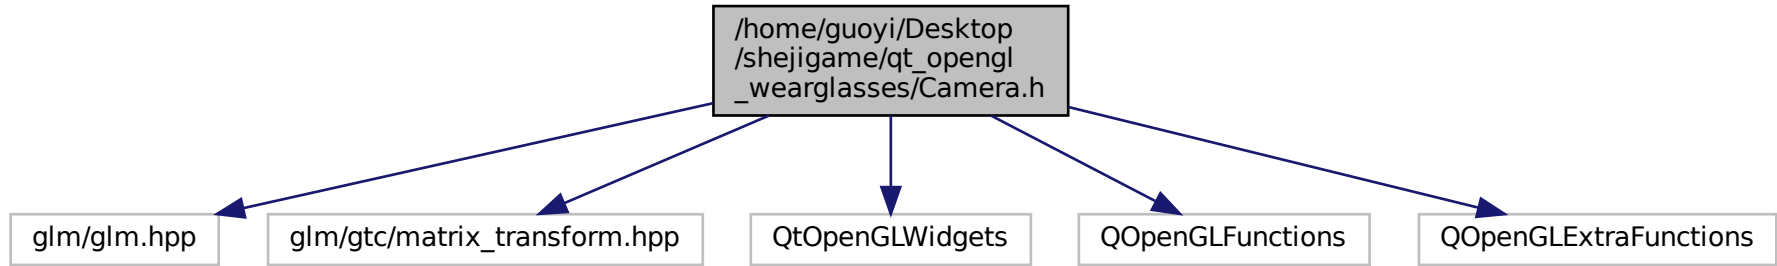 /home/guoyi/Desktop
/shejigame/qt_opengl
_wearglasses/Camera.h
glm/glm.hpp
glm/gtc/matrix_transform.hpp
QtOpenGLWidgets
QOpenGLFunctions
QOpenGLExtraFunctions